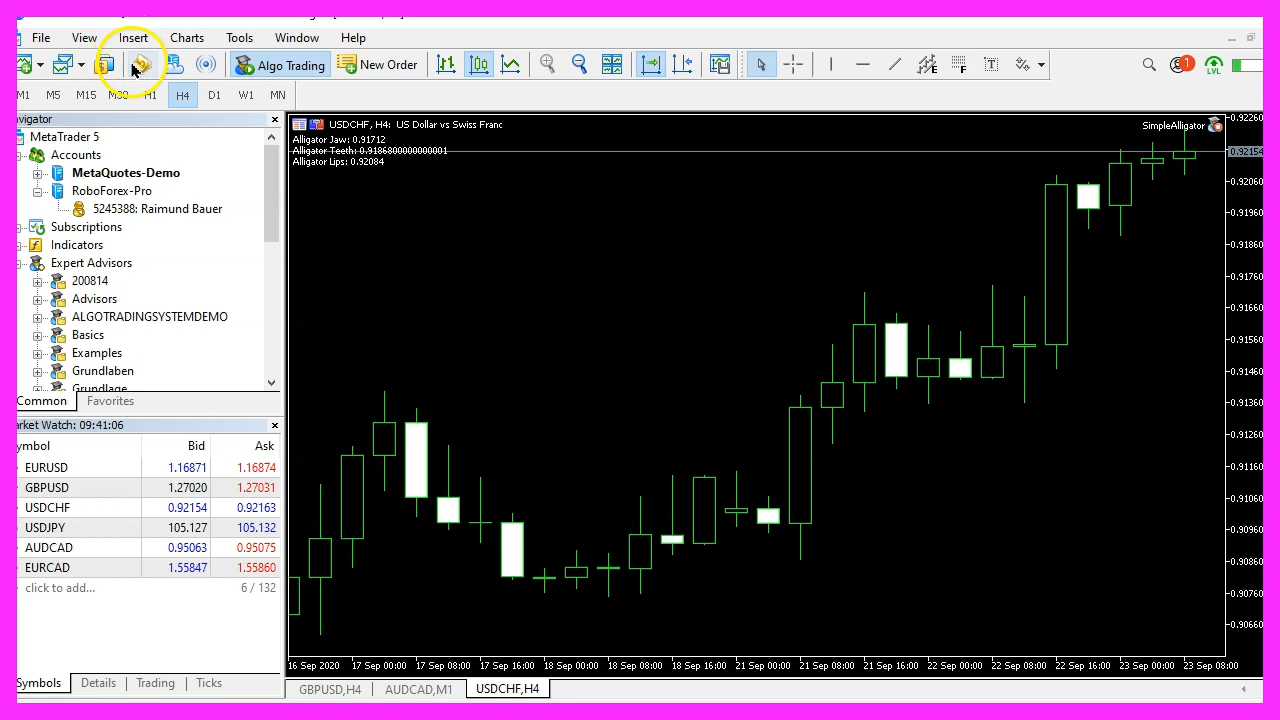 File View Insert Charts Tools Window Help
Algo Trading New Order 1 LVL
M1 M5 M15 M30 H1 H4 D1 W1 MN
avigator
MetaTrader 5
Accounts
MetaQuotes-Demo
RoboForex-Pro
5245388: Raimund Bauer
Subscriptions
Indicators
Expert Advisors
200814
Advisors
ALGOTRADINGSYSTEMDEMO
Basics
Examples
Grundlagen
Grundlage
Common Favorites
arket Watch: 09:41:06
ymbol Bid Ask
EURUSD 1.16871 1.16874
GBPUSD 1.27020 1.27031
USDCHF 0.92154 0.92163
USDJPY 105.127 105.132
AUDCAD 0.95063 0.95075
EURCAD 1.55847 1.55860
click to add... 6 / 132
Symbols Details Trading Ticks
USDCHF, H4: US Dollar vs Swiss Franc
SimpleAlligator
Alligator Jaw: 0.91712
Alligator Teeth: 0.9186800000000001
Alligator Lips: 0.92084
0.92260
0.92154
0.92060
0.91960
0.91860
0.91760
0.91660
0.91560
0.91460
0.91360
0.91260
0.91160
0.91060
0.90960
0.90860
0.90760
0.90660
16 Sep 2020 17 Sep 00:00 17 Sep 08:00 17 Sep 16:00 18 Sep 00:00 18 Sep 08:00 18 Sep 16:00 21 Sep 00:00 21 Sep 08:00 21 Sep 16:00 22 Sep 00:00 22 Sep 08:00 22 Sep 16:00 23 Sep 00:00 23 Sep 08:00
GBPUSD,H4 AUDCAD,M1 USDCHF,H4